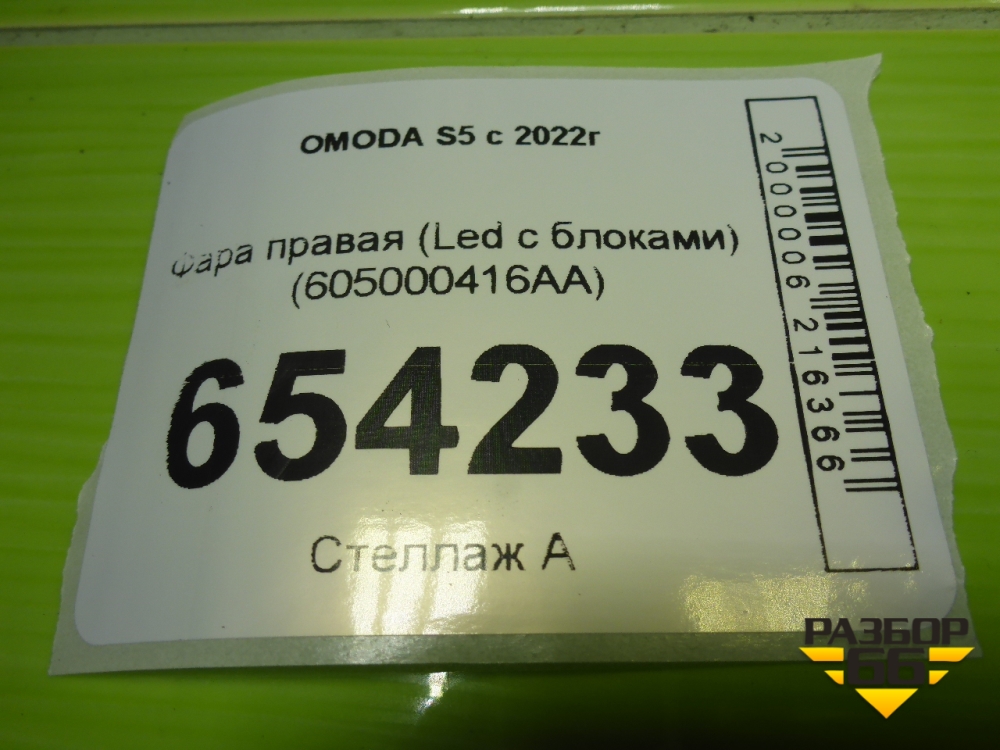 OMODA S5 с 2022г
Фара правая (Led с блоками)
(605000416AA)
654233
Стеллаж А
2000006216366
РАЗБОР
66